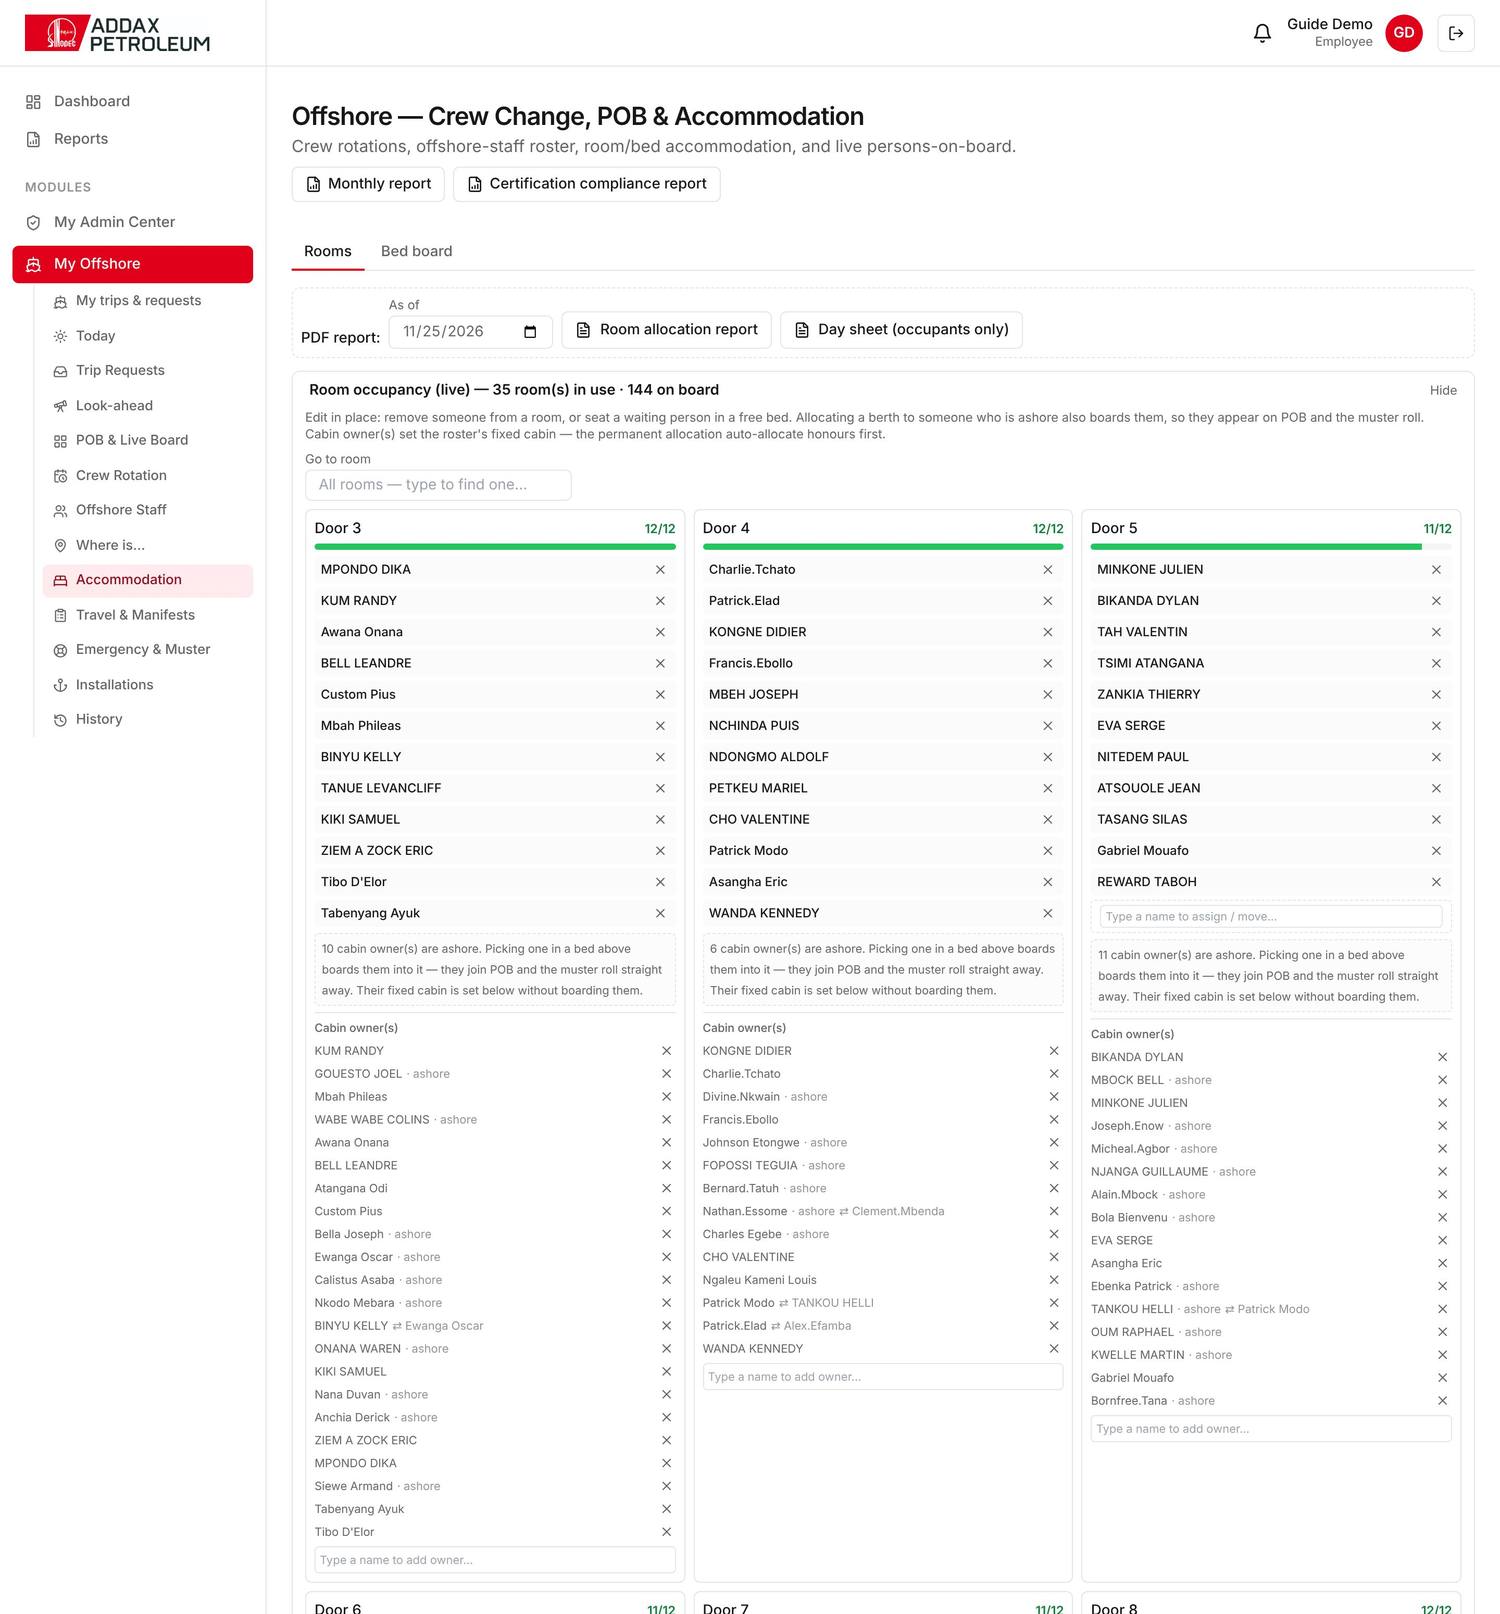 ADDAX
PETROLEUM
SINOPEC
Guide Demo
Employee
GD
Dashboard
Reports
MODULES
My Admin Center
My Offshore
My trips & requests
Today
Trip Requests
Look-ahead
POB & Live Board
Crew Rotation
Offshore Staff
Where is...
Accommodation
Travel & Manifests
Emergency & Muster
Installations
History
Offshore — Crew Change, POB & Accommodation
Crew rotations, offshore-staff roster, room/bed accommodation, and live persons-on-board.
Monthly report
Certification compliance report
Rooms
Bed board
PDF report:
As of
11/25/2026
Room allocation report
Day sheet (occupants only)
Room occupancy (live) — 35 room(s) in use · 144 on board
Hide
Edit in place: remove someone from a room, or seat a waiting person in a free bed. Allocating a berth to someone who is ashore also boards them, so they appear on POB and the muster roll.
Cabin owner(s) set the roster's fixed cabin — the permanent allocation auto-allocate honours first.
Go to room
All rooms — type to find one...
Door 3
12/12
MPONDO DIKA
KUM RANDY
Awana Onana
BELL LEANDRE
Custom Pius
Mbah Phileas
BINYU KELLY
TANUE LEVANCLIFF
KIKI SAMUEL
ZIEM A ZOCK ERIC
Tibo D'Elor
Tabenyang Ayuk
10 cabin owner(s) are ashore. Picking one in a bed above
boards them into it — they join POB and the muster roll straight
away. Their fixed cabin is set below without boarding them.
Cabin owner(s)
KUM RANDY
GOUESTO JOEL · ashore
Mbah Phileas
WABE WABE COLINS · ashore
Awana Onana
BELL LEANDRE
Atangana Odi
Custom Pius
Bella Joseph · ashore
Ewanga Oscar · ashore
Calistus Asaba · ashore
Nkodo Mebara · ashore
BINYU KELLY ⇄ Ewanga Oscar
ONANA WAREN · ashore
KIKI SAMUEL
Nana Duvan · ashore
Anchia Derick · ashore
ZIEM A ZOCK ERIC
MPONDO DIKA
Siewe Armand · ashore
Tabenyang Ayuk
Tibo D'Elor
Type a name to add owner...
Door 4
12/12
Charlie.Tchato
Patrick.Elad
KONGNE DIDIER
Francis.Ebollo
MBEH JOSEPH
NCHINDA PUIS
NDONGMO ALDOLF
PETKEU MARIEL
CHO VALENTINE
Patrick Modo
Asangha Eric
WANDA KENNEDY
6 cabin owner(s) are ashore. Picking one in a bed above boards
them into it — they join POB and the muster roll straight away.
Their fixed cabin is set below without boarding them.
Cabin owner(s)
KONGNE DIDIER
Charlie.Tchato
Divine.Nkwain · ashore
Francis.Ebollo
Johnson Etongwe · ashore
FOPOSSI TEGUIA · ashore
Bernard.Tatuh · ashore
Nathan.Essome · ashore ⇄ Clement.Mbenda
Charles Egebe · ashore
CHO VALENTINE
Ngaleu Kameni Louis
Patrick Modo ⇄ TANKOU HELLI
Patrick.Elad ⇄ Alex.Efamba
WANDA KENNEDY
Type a name to add owner...
Door 5
11/12
MINKONE JULIEN
BIKANDA DYLAN
TAH VALENTIN
TSIMI ATANGANA
ZANKIA THIERRY
EVA SERGE
NITEDEM PAUL
ATSOUOLE JEAN
TASANG SILAS
Gabriel Mouafo
REWARD TABOH
Type a name to assign / move...
11 cabin owner(s) are ashore. Picking one in a bed above
boards them into it — they join POB and the muster roll straight
away. Their fixed cabin is set below without boarding them.
Cabin owner(s)
BIKANDA DYLAN
MBOCK BELL · ashore
MINKONE JULIEN
Joseph.Enow · ashore
Micheal.Agbor · ashore
NJANGA GUILLAUME · ashore
Alain.Mbock · ashore
Bola Bienvenu · ashore
EVA SERGE
Asangha Eric
Ebenka Patrick · ashore
TANKOU HELLI · ashore ⇄ Patrick Modo
OUM RAPHAEL · ashore
KWELLE MARTIN · ashore
Gabriel Mouafo
Bornfree.Tana · ashore
Type a name to add owner...
Door 6
11/12
Door 7
11/12
Door 8
12/12